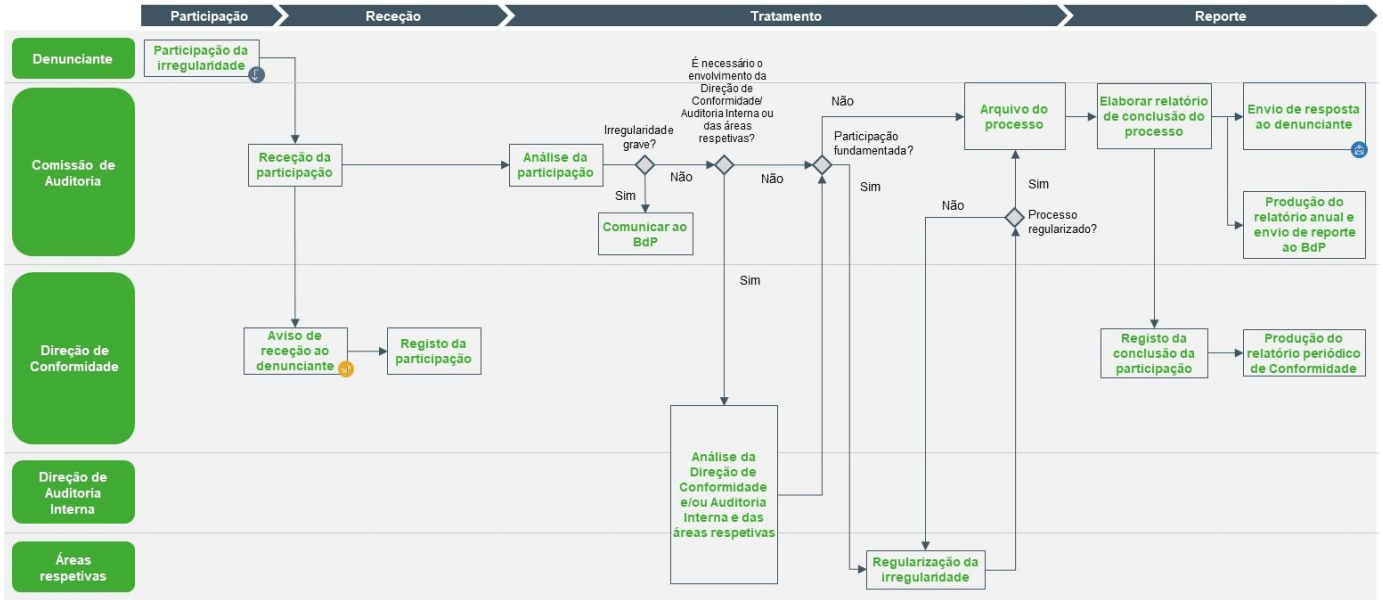 Participação
Receção
Tratamento
Reporte
Denunciante
Participação da
irregularidade
É necessário o
envolvimento da
Direção de
Conformidade/
Auditoria Interna ou
das áreas
respetivas?
Comissão de
Auditoria
Receção da
participação
Análise da
participação
Irregularidade
grave?
Não
Sim
Comunicar ao
BdP
Não
Sim
Não
Participação
fundamentada?
Sim
Arquivo do
processo
Sim
Não
Processo
regularizado?
Elaborar relatório
de conclusão do
processo
Envio de resposta
ao denunciante
Produção do
relatório anual e
envio de reporte
ao BdP
Direção de
Conformidade
Aviso de
receção ao
denunciante
Registo da
participação
Registo da
conclusão da
participação
Produção do
relatório periódico
de Conformidade
Direção de
Auditoria
Interna
Análise da
Direção de
Conformidade
e/ou Auditoria
Interna e das
áreas respetivas
Áreas
respetivas
Regularização da
irregularidade